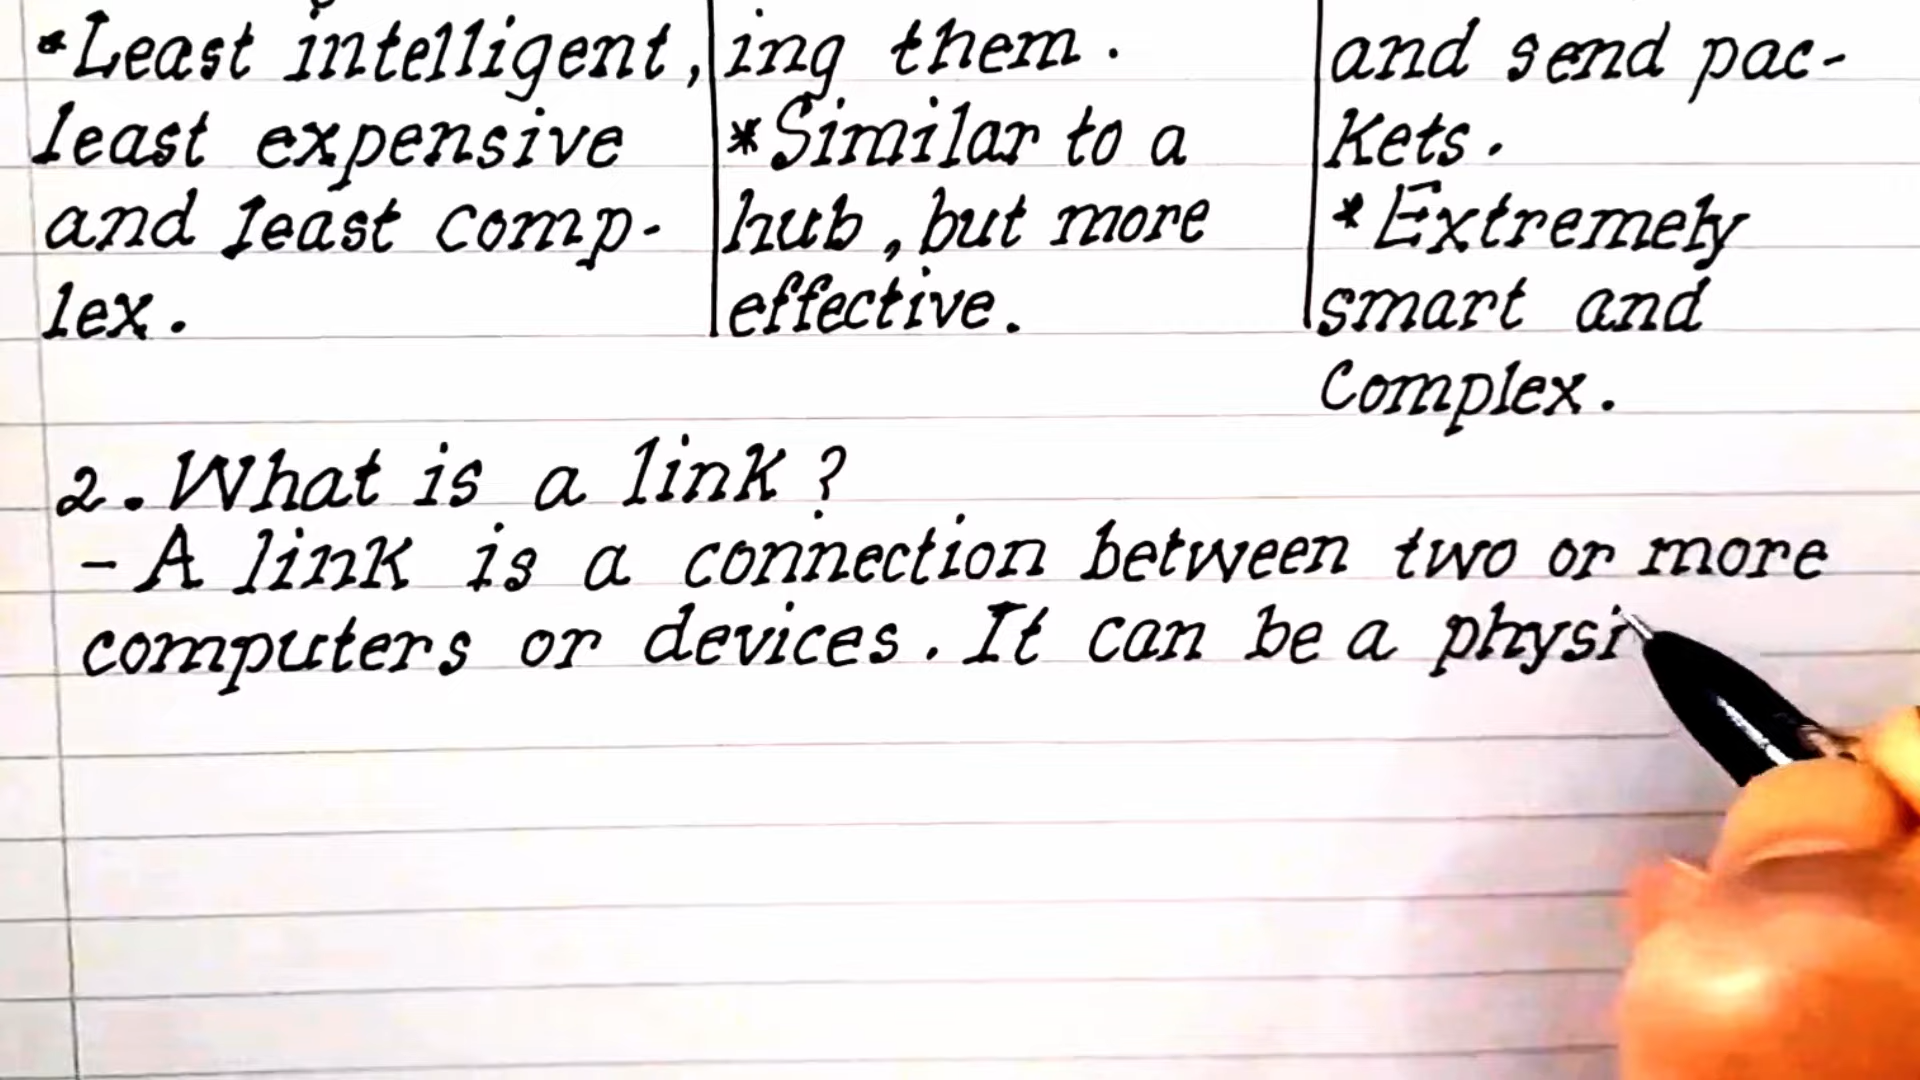 *Least intelligent,
least expensive
and least comp-
lex.
ing them.
*Similar to a
hub, but more
effective.
and send pac-
kets.
*Extremely
smart and
Complex.
2. What is a link?
- A link is a connection between two or more
computers or devices. It can be a physi